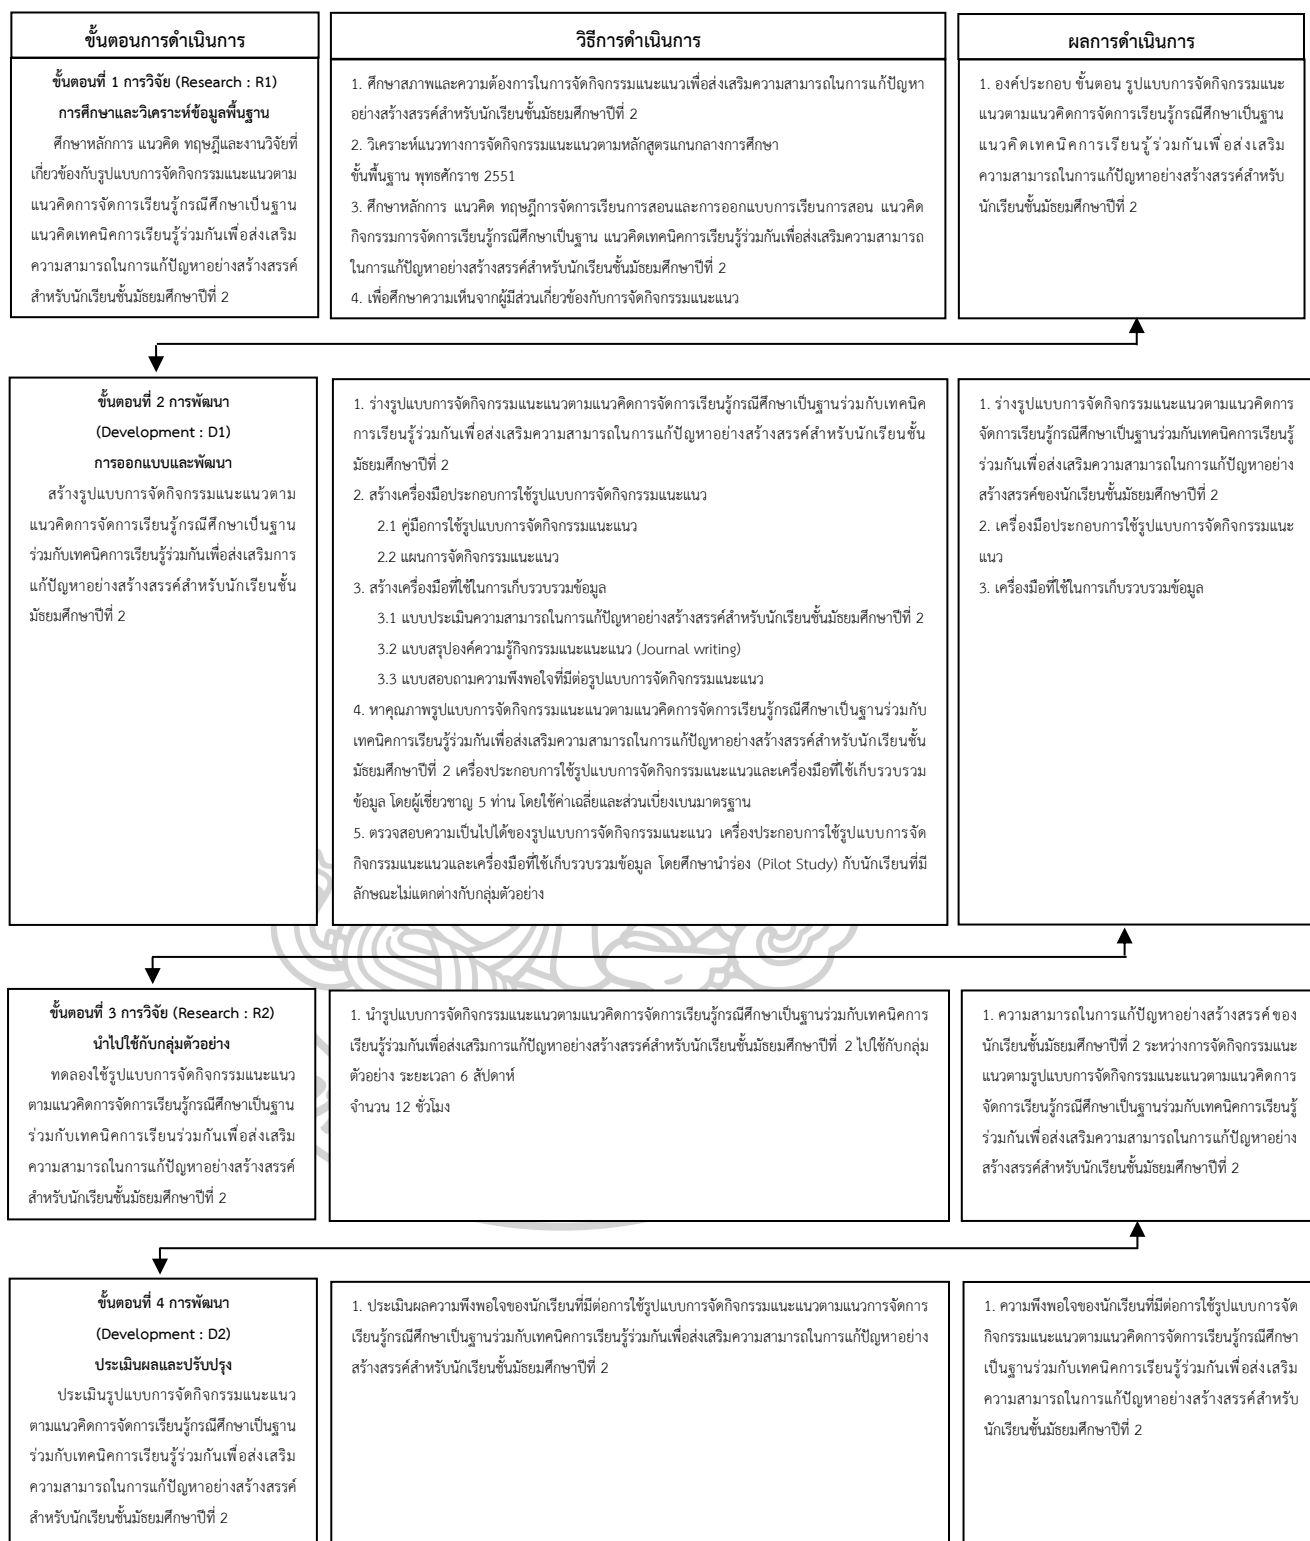 ขั้นตอนการดำเนินการ
วิธีการดำเนินการ
ผลการดำเนินการ
ขั้นตอนที่ 1 การวิจัย (Research : R1)
การศึกษาและวิเคราะห์ข้อมูลพื้นฐาน
ศึกษาหลักการ แนวคิด ทฤษฎีและงานวิจัยที่
เกี่ยวข้องกับรูปแบบการจัดกิจกรรมแนะแนวตาม
แนวคิดการจัดการเรียนรู้กรณีศึกษาเป็นฐาน
แนวคิดเทคนิคการเรียนรู้ร่วมกันเพื่อส่งเสริม
ความสามารถในการแก้ปัญหาอย่างสร้างสรรค์
สำหรับนักเรียนชั้นมัธยมศึกษาปีที่ 2
1. ศึกษาสภาพและความต้องการในการจัดกิจกรรมแนะแนวเพื่อส่งเสริมความสามารถในการแก้ปัญหา
อย่างสร้างสรรค์สำหรับนักเรียนชั้นมัธยมศึกษาปีที่ 2
2. วิเคราะห์แนวทางการจัดกิจกรรมแนะแนวตามหลักสูตรแกนกลางการศึกษา
ขั้นพื้นฐาน พุทธศักราช 2551
3. ศึกษาหลักการ แนวคิด ทฤษฎีการจัดการเรียนการสอนและการออกแบบการเรียนการสอน แนวคิด
กิจกรรมการจัดการเรียนรู้กรณีศึกษาเป็นฐาน แนวคิดเทคนิคการเรียนรู้ร่วมกันเพื่อส่งเสริมความสามารถ
ในการแก้ปัญหาอย่างสร้างสรรค์สำหรับนักเรียนชั้นมัธยมศึกษาปีที่ 2
4. เพื่อศึกษาความเห็นจากผู้มีส่วนเกี่ยวข้องกับการจัดกิจกรรมแนะแนว
1. องค์ประกอบ ขั้นตอน รูปแบบการจัดกิจกรรมแนะ
แนวตามแนวคิดการจัดการเรียนรู้กรณีศึกษาเป็นฐาน
แนวคิดเทคนิคการเรียนรู้ร่วมกันเพื่อส่งเสริม
ความสามารถในการแก้ปัญหาอย่างสร้างสรรค์สำหรับ
นักเรียนชั้นมัธยมศึกษาปีที่ 2
ขั้นตอนที่ 2 การพัฒนา
(Development : D1)
การออกแบบและพัฒนา
สร้างรูปแบบการจัดกิจกรรมแนะแนวตาม
แนวคิดการจัดการเรียนรู้กรณีศึกษาเป็นฐาน
ร่วมกับเทคนิคการเรียนรู้ร่วมกันเพื่อส่งเสริมการ
แก้ปัญหาอย่างสร้างสรรค์สำหรับนักเรียนชั้น
มัธยมศึกษาปีที่ 2
1. ร่างรูปแบบการจัดกิจกรรมแนะแนวตามแนวคิดการจัดการเรียนรู้กรณีศึกษาเป็นฐานร่วมกับเทคนิค
การเรียนรู้ร่วมกันเพื่อส่งเสริมความสามารถในการแก้ปัญหาอย่างสร้างสรรค์สำหรับนักเรียนชั้น
มัธยมศึกษาปีที่ 2
2. สร้างเครื่องมือประกอบการใช้รูปแบบการจัดกิจกรรมแนะแนว
2.1 คู่มือการใช้รูปแบบการจัดกิจกรรมแนะแนว
2.2 แผนการจัดกิจกรรมแนะแนว
3. สร้างเครื่องมือที่ใช้ในการเก็บรวบรวมข้อมูล
3.1 แบบประเมินความสามารถในการแก้ปัญหาอย่างสร้างสรรค์สำหรับนักเรียนชั้นมัธยมศึกษาปีที่ 2
3.2 แบบสรุปองค์ความรู้กิจกรรมแนะแนะแนว (Journal writing)
3.3 แบบสอบถามความพึงพอใจที่มีต่อรูปแบบการจัดกิจกรรมแนะแนว
4. หาคุณภาพรูปแบบการจัดกิจกรรมแนะแนวตามแนวคิดการจัดการเรียนรู้กรณีศึกษาเป็นฐานร่วมกับ
เทคนิคการเรียนรู้ร่วมกันเพื่อส่งเสริมความสามารถในการแก้ปัญหาอย่างสร้างสรรค์สำหรับนักเรียนชั้น
มัธยมศึกษาปีที่ 2 เครื่องประกอบการใช้รูปแบบการจัดกิจกรรมแนะแนวและเครื่องมือที่ใช้เก็บรวบรวม
ข้อมูล โดยผู้เชี่ยวชาญ 5 ท่าน โดยใช้ค่าเฉลี่ยและส่วนเบี่ยงเบนมาตรฐาน
5. ตรวจสอบความเป็นไปได้ของรูปแบบการจัดกิจกรรมแนะแนว เครื่องประกอบการใช้รูปแบบการจัด
กิจกรรมแนะแนวและเครื่องมือที่ใช้เก็บรวบรวมข้อมูล โดยศึกษานำร่อง (Pilot Study) กับนักเรียนที่มี
ลักษณะไม่แตกต่างกับกลุ่มตัวอย่าง
1. ร่างรูปแบบการจัดกิจกรรมแนะแนวตามแนวคิดการ
จัดการเรียนรู้กรณีศึกษาเป็นฐานร่วมกันเทคนิคการเรียนรู้
ร่วมกันเพื่อส่งเสริมความสามารถในการแก้ปัญหาอย่าง
สร้างสรรค์ของนักเรียนชั้นมัธยมศึกษาปีที่ 2
2. เครื่องมือประกอบการใช้รูปแบบการจัดกิจกรรมแนะ
แนว
3. เครื่องมือที่ใช้ในการเก็บรวบรวมข้อมูล
ขั้นตอนที่ 3 การวิจัย (Research : R2)
นำไปใช้กับกลุ่มตัวอย่าง
ทดลองใช้รูปแบบการจัดกิจกรรมแนะแนว
ตามแนวคิดการจัดการเรียนรู้กรณีศึกษาเป็นฐาน
ร่วมกับเทคนิคการเรียนร่วมกันเพื่อส่งเสริม
ความสามารถในการแก้ปัญหาอย่างสร้างสรรค์
สำหรับนักเรียนชั้นมัธยมศึกษาปีที่ 2
1. นำรูปแบบการจัดกิจกรรมแนะแนวตามแนวคิดการจัดการเรียนรู้กรณีศึกษาเป็นฐานร่วมกับเทคนิคการ
เรียนรู้ร่วมกันเพื่อส่งเสริมการแก้ปัญหาอย่างสร้างสรรค์สำหรับนักเรียนชั้นมัธยมศึกษาปีที่ 2 ไปใช้กับกลุ่ม
ตัวอย่าง ระยะเวลา 6 สัปดาห์
จำนวน 12 ชั่วโมง
1. ความสามารถในการแก้ปัญหาอย่างสร้างสรรค์ของ
นักเรียนชั้นมัธยมศึกษาปีที่ 2 ระหว่างการจัดกิจกรรมแนะ
แนวตามรูปแบบการจัดกิจกรรมแนะแนวตามแนวคิดการ
จัดการเรียนรู้กรณีศึกษาเป็นฐานร่วมกับเทคนิคการเรียนรู้
ร่วมกันเพื่อส่งเสริมความสามารถในการแก้ปัญหาอย่าง
สร้างสรรค์สำหรับนักเรียนชั้นมัธยมศึกษาปีที่ 2
ขั้นตอนที่ 4 การพัฒนา
(Development : D2)
ประเมินผลและปรับปรุง
ประเมินรูปแบบการจัดกิจกรรมแนะแนว
ตามแนวคิดการจัดการเรียนรู้กรณีศึกษาเป็นฐาน
ร่วมกับเทคนิคการเรียนรู้ร่วมกันเพื่อส่งเสริม
ความสามารถในการแก้ปัญหาอย่างสร้างสรรค์
สำหรับนักเรียนชั้นมัธยมศึกษาปีที่ 2
1. ประเมินผลความพึงพอใจของนักเรียนที่มีต่อการใช้รูปแบบการจัดกิจกรรมแนะแนวตามแนวการจัดการ
เรียนรู้กรณีศึกษาเป็นฐานร่วมกับเทคนิคการเรียนรู้ร่วมกันเพื่อส่งเสริมความสามารถในการแก้ปัญหาอย่าง
สร้างสรรค์สำหรับนักเรียนชั้นมัธยมศึกษาปีที่ 2
1. ความพึงพอใจของนักเรียนที่มีต่อการใช้รูปแบบการจัด
กิจกรรมแนะแนวตามแนวคิดการจัดการเรียนรู้กรณีศึกษา
เป็นฐานร่วมกับเทคนิคการเรียนรู้ร่วมกันเพื่อส่งเสริม
ความสามารถในการแก้ปัญหาอย่างสร้างสรรค์สำหรับ
นักเรียนชั้นมัธยมศึกษาปีที่ 2